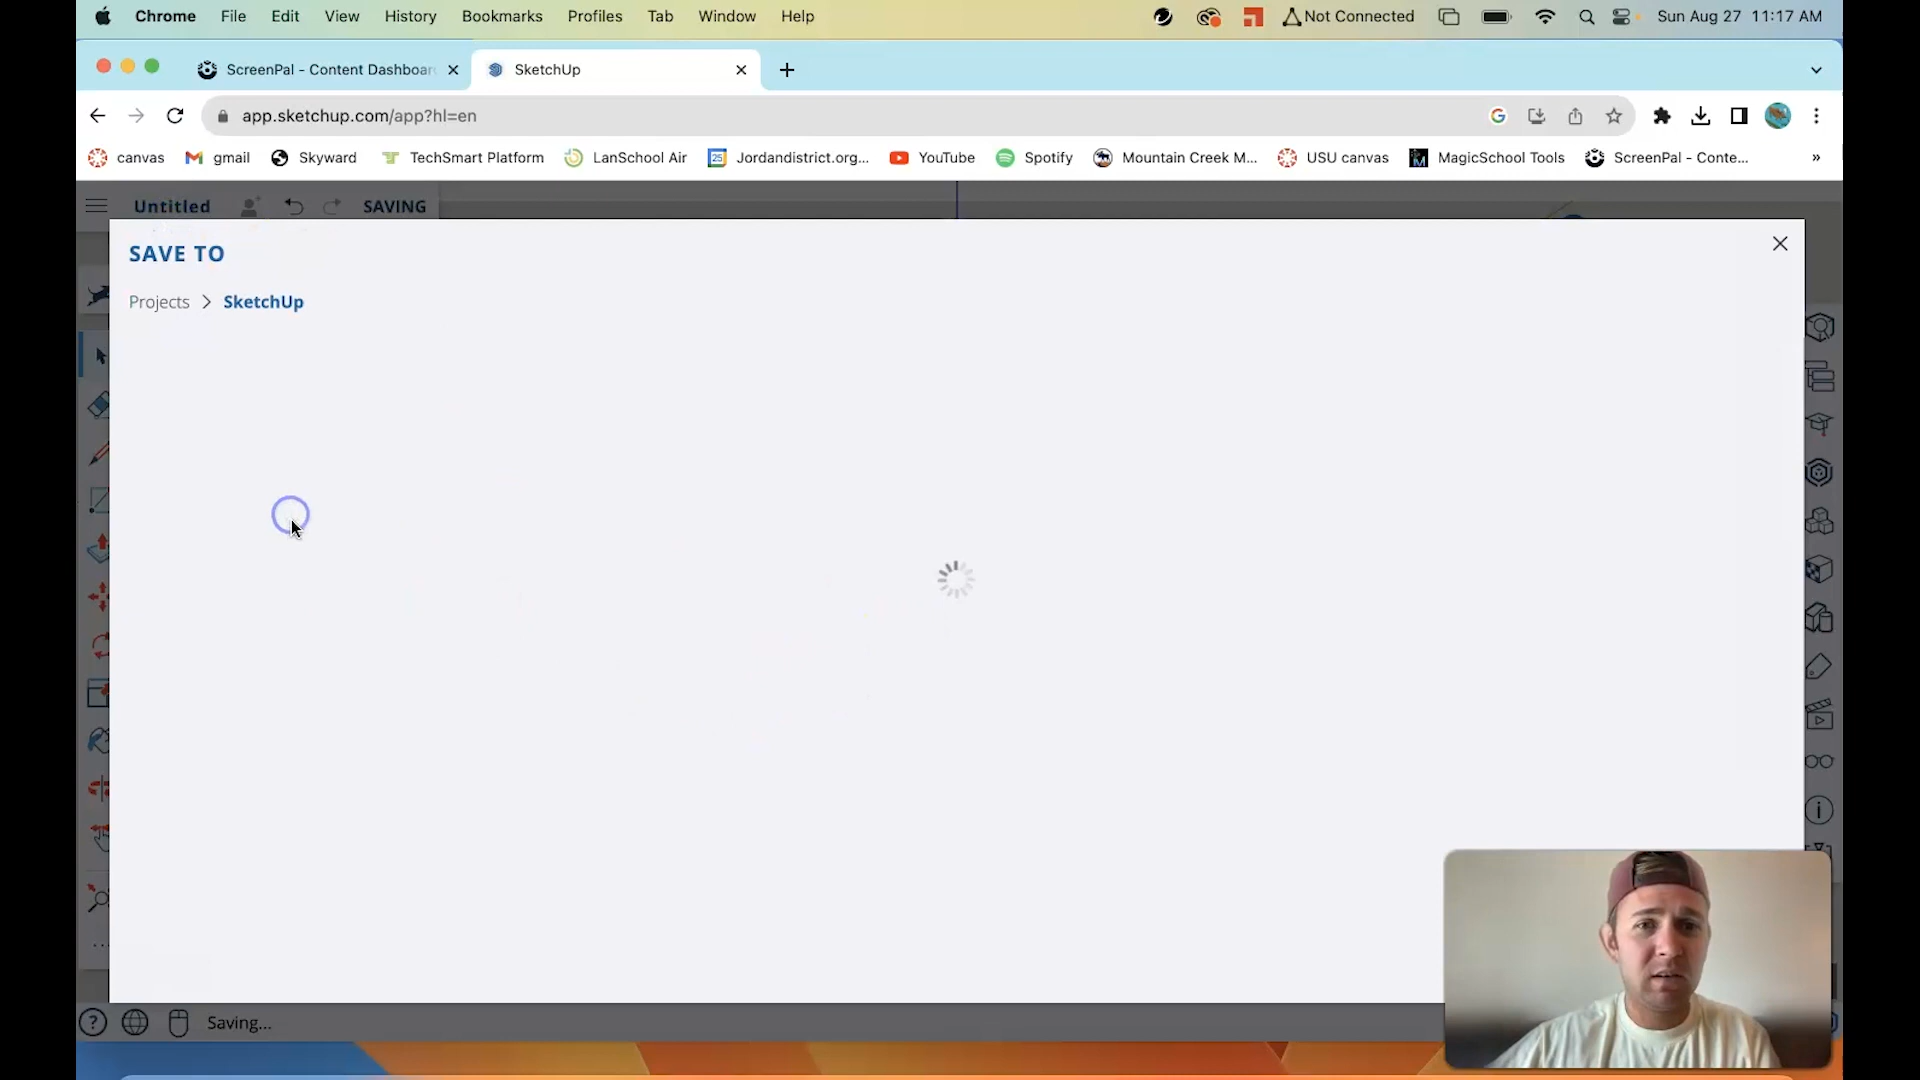 Chrome File Edit View History Bookmarks Profiles Tab Window Help Not Connected Sun Aug 27 11:17 AM
ScreenPal - Content Dashboar SketchUp
app.sketchup.com/app?hl=en
canvas gmail Skyward TechSmart Platform LanSchool Air Jordandistrict.org... YouTube Spotify Mountain Creek M... USU canvas MagicSchool Tools ScreenPal - Conte... »
Untitled SAVING
SAVE TO
Projects > SketchUp
Saving...